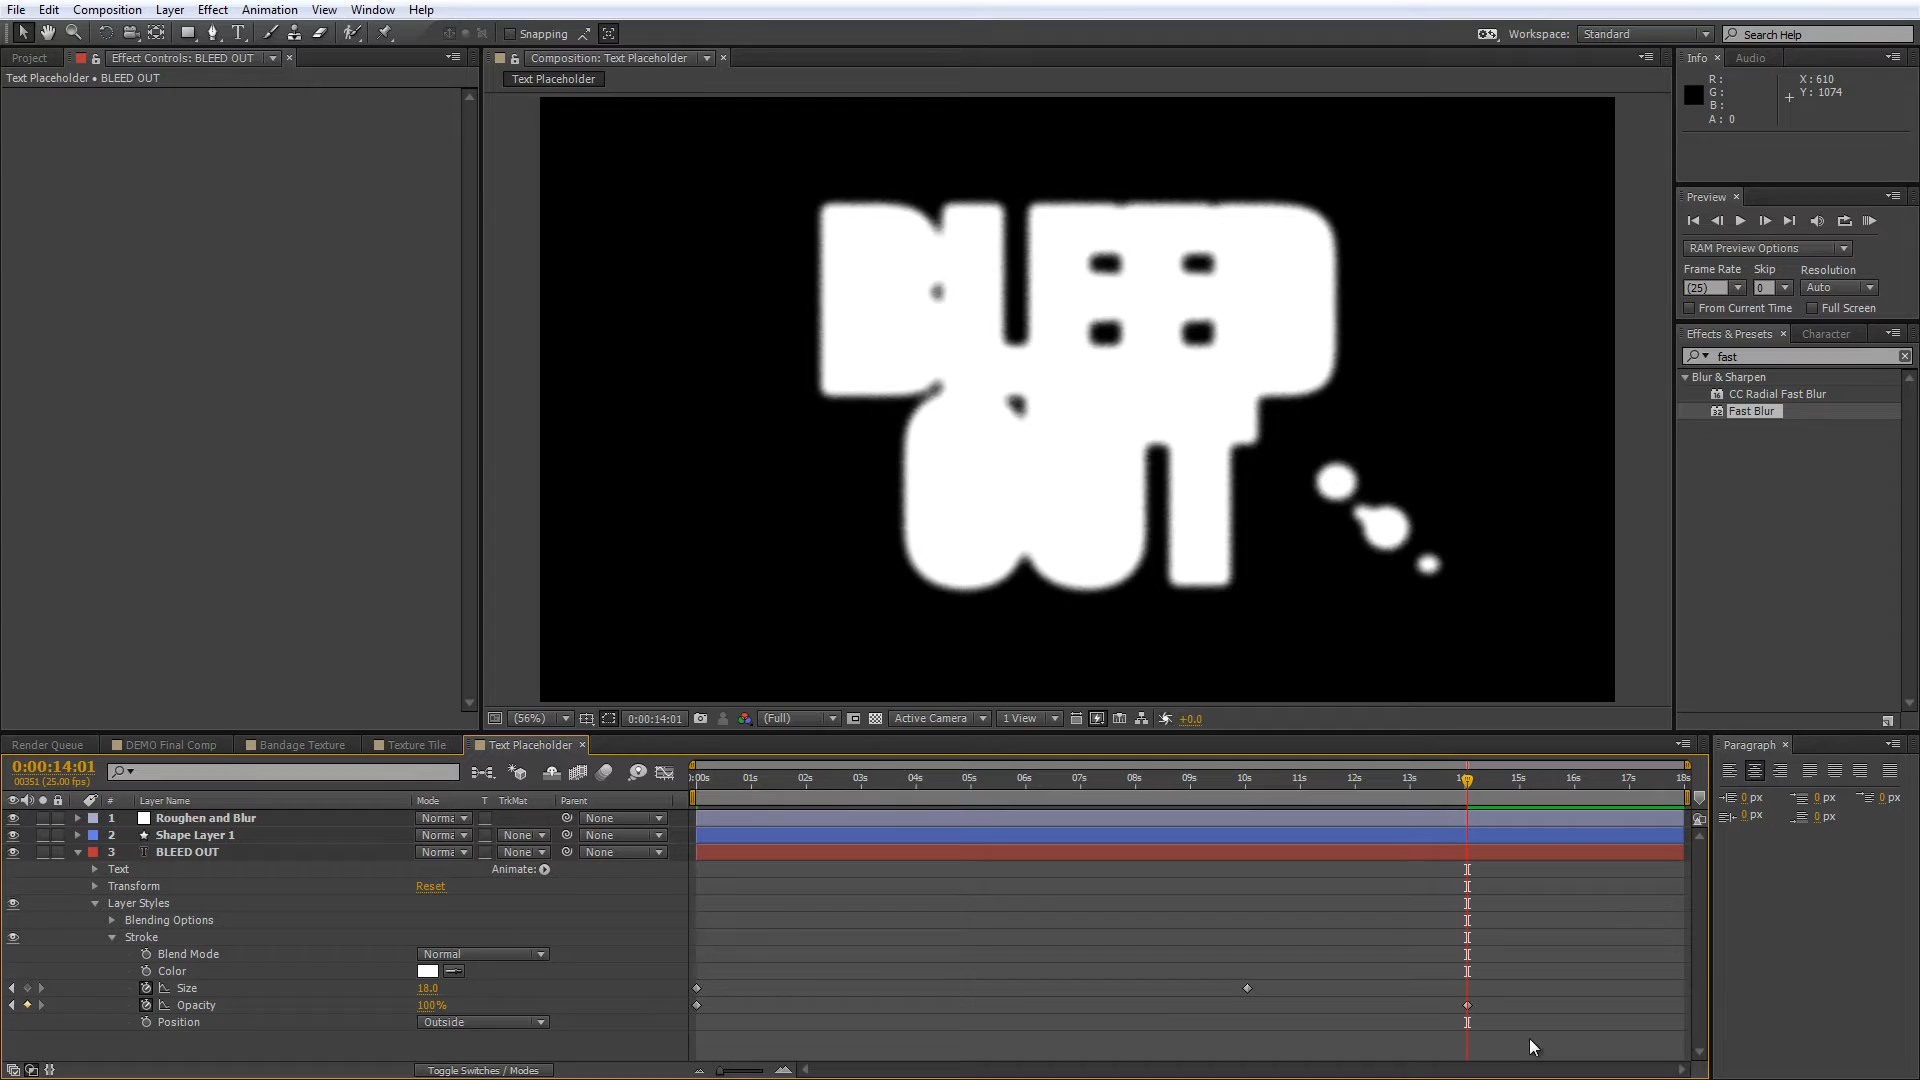 File Edit Composition Layer Effect Animation View Window Help
Snapping
Workspace: Standard
Search Help
Project Effect Controls: BLEED OUT
Text Placeholder • BLEED OUT
Composition: Text Placeholder
Text Placeholder
BLEED
OUT
Info Audio
R: X: 610
G: Y: 1074
B:
A: 0
Preview
RAM Preview Options
Frame Rate Skip Resolution
(25) 0 Auto
From Current Time Full Screen
Effects & Presets Character
fast
Blur & Sharpen
CC Radial Fast Blur
Fast Blur
(56%) 0:00:14:01 (Full) Active Camera 1 View +0.0
Render Queue DEMO Final Comp Bandage Texture Texture Tile Text Placeholder
0:00:14:01
00351 (25.00 fps)
:00s 01s 02s 03s 04s 05s 06s 07s 08s 09s 10s 11s 12s 13s 15s 16s 17s 18s
# Layer Name Mode T TrkMat Parent
1 Roughen and Blur Norma None
2 Shape Layer 1 Norma None None
3 T BLEED OUT Norma None None
Text Animate:
Transform Reset
Layer Styles
Blending Options
Stroke
Blend Mode Normal
Color
Size 18.0
Opacity 100%
Position Outside
Toggle Switches / Modes
Paragraph
0 px 0 px 0 px
0 px 0 px